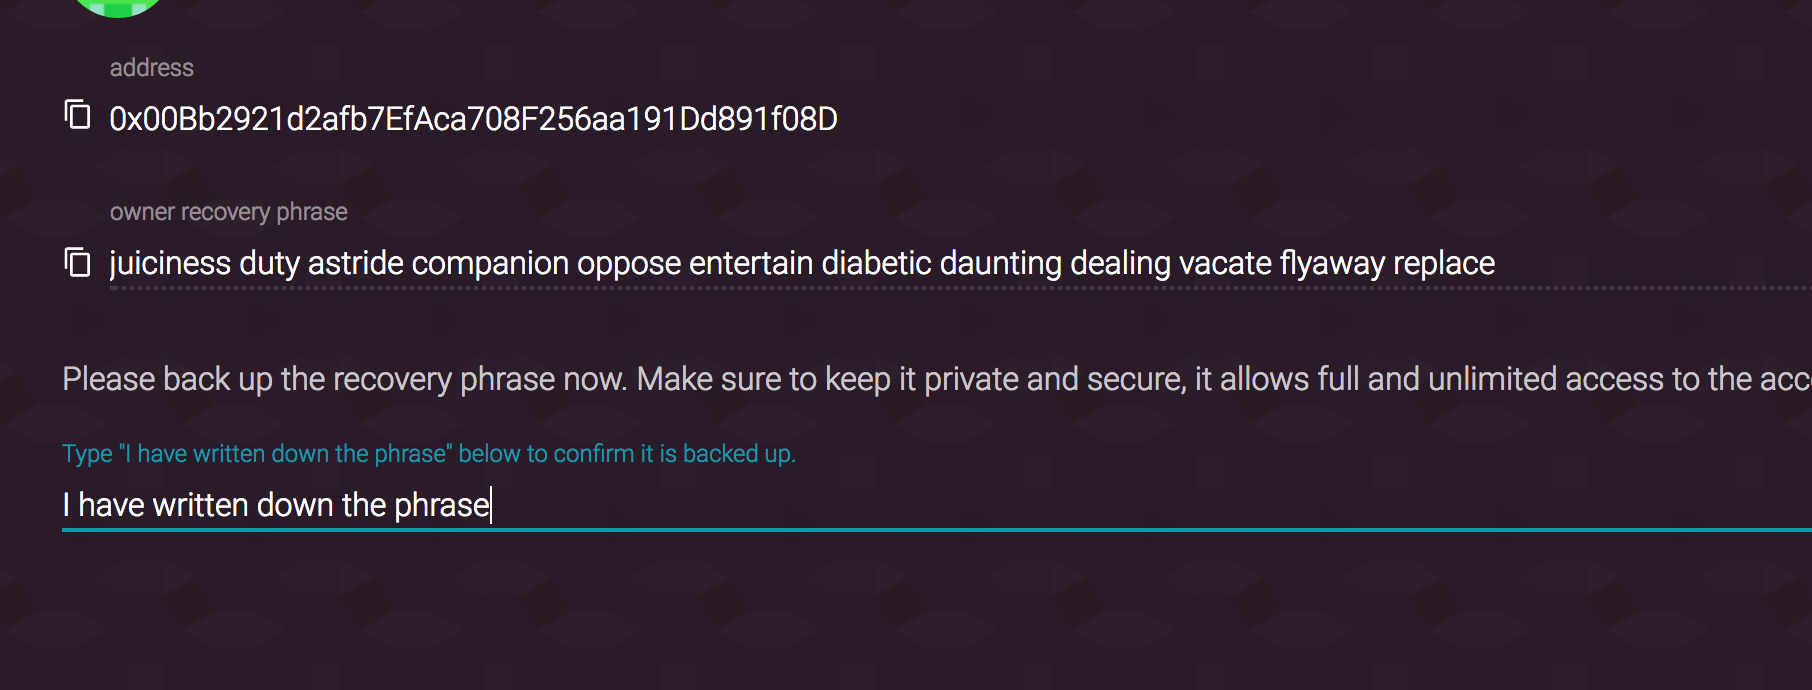 address
0x00Bb2921d2afb7EfAca708F256aa191Dd891f08D
owner recovery phrase
juiciness duty astride companion oppose entertain diabetic daunting dealing vacate flyaway replace
Please back up the recovery phrase now. Make sure to keep it private and secure, it allows full and unlimited access to the
Type "I have written down the phrase" below to confirm it is backed up.
I have written down the phrase